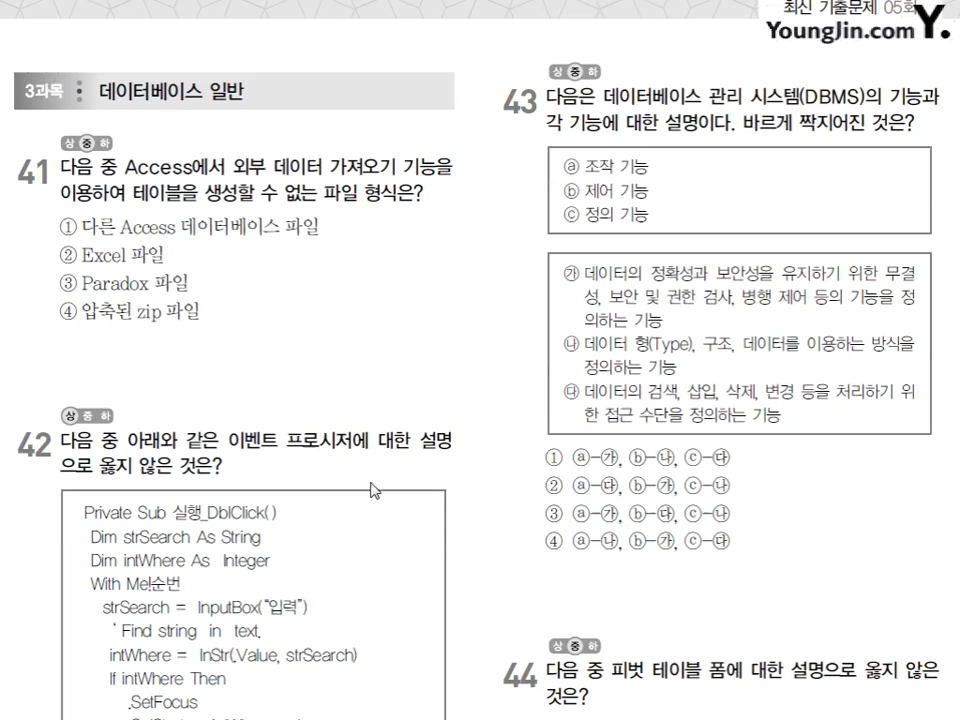 최신 기출문제 05회
YoungJin.com Y.
3과목 데이터베이스 일반
상 중 하
41 다음 중 Access에서 외부 데이터 가져오기 기능을
이용하여 테이블을 생성할 수 없는 파일 형식은?
① 다른 Access 데이터베이스 파일
② Excel 파일
③ Paradox 파일
④ 압축된 zip 파일
상 중 하
42 다음 중 아래와 같은 이벤트 프로시저에 대한 설명
으로 옳지 않은 것은?
Private Sub 실행_DblClick( )
Dim strSearch As String
Dim intWhere As Integer
With Me!순번
strSearch = InputBox("입력")
' Find string in text.
intWhere = InStr(.Value, strSearch)
If intWhere Then
.SetFocus
상 중 하
43 다음은 데이터베이스 관리 시스템(DBMS)의 기능과
각 기능에 대한 설명이다. 바르게 짝지어진 것은?
ⓐ 조작 기능
ⓑ 제어 기능
ⓒ 정의 기능
㉮ 데이터의 정확성과 보안성을 유지하기 위한 무결
성, 보안 및 권한 검사, 병행 제어 등의 기능을 정
의하는 기능
㉯ 데이터 형(Type), 구조, 데이터를 이용하는 방식을
정의하는 기능
㉰ 데이터의 검색, 삽입, 삭제, 변경 등을 처리하기 위
한 접근 수단을 정의하는 기능
① ⓐ-㉮, ⓑ-㉯, ⓒ-㉰
② ⓐ-㉰, ⓑ-㉮, ⓒ-㉯
③ ⓐ-㉮, ⓑ-㉰, ⓒ-㉯
④ ⓐ-㉯, ⓑ-㉮, ⓒ-㉰
상 중 하
44 다음 중 피벗 테이블 폼에 대한 설명으로 옳지 않은
것은?